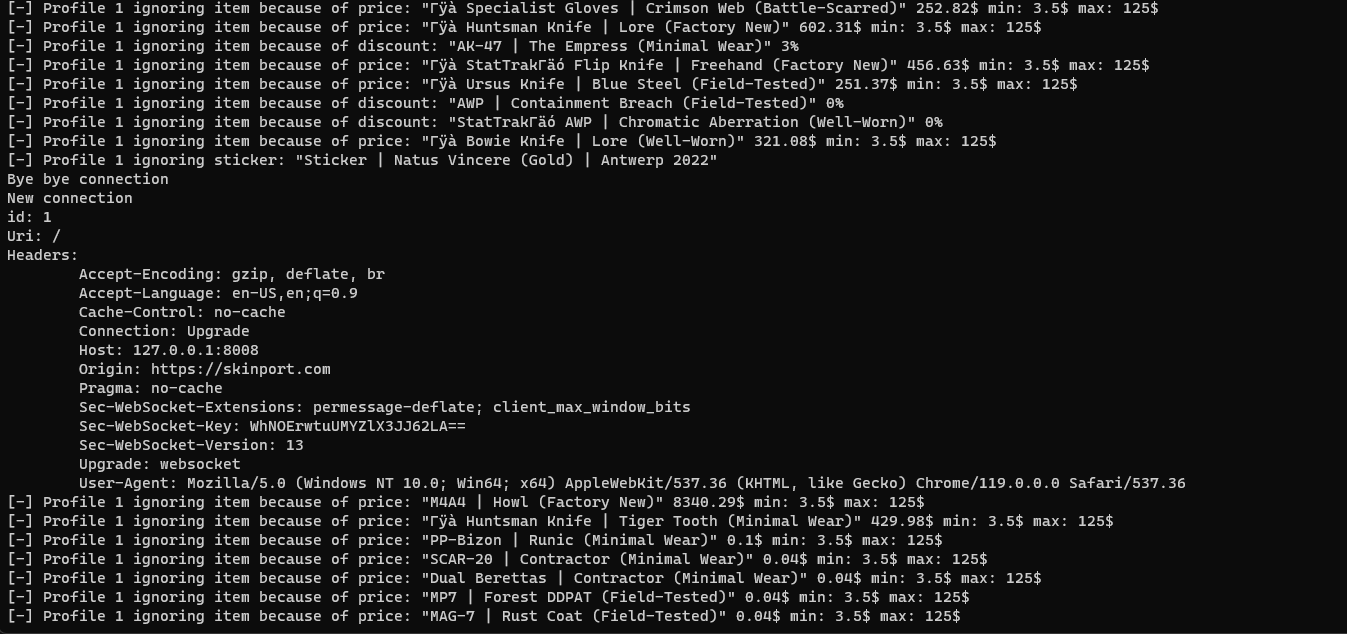 [-] Profile 1 ignoring item because of price: "Γÿà Specialist Gloves | Crimson Web (Battle-Scarred)" 252.82$ min: 3.5$ max: 125$
[-] Profile 1 ignoring item because of price: "Γÿà Huntsman Knife | Lore (Factory New)" 602.31$ min: 3.5$ max: 125$
[-] Profile 1 ignoring item because of discount: "AK-47 | The Empress (Minimal Wear)" 3%
[-] Profile 1 ignoring item because of price: "Γÿà StatTrakΓäó Flip Knife | Freehand (Factory New)" 456.63$ min: 3.5$ max: 125$
[-] Profile 1 ignoring item because of price: "Γÿà Ursus Knife | Blue Steel (Field-Tested)" 251.37$ min: 3.5$ max: 125$
[-] Profile 1 ignoring item because of discount: "AWP | Containment Breach (Field-Tested)" 0%
[-] Profile 1 ignoring item because of discount: "StatTrakΓäó AWP | Chromatic Aberration (Well-Worn)" 0%
[-] Profile 1 ignoring item because of price: "Γÿà Bowie Knife | Lore (Well-Worn)" 321.08$ min: 3.5$ max: 125$
[-] Profile 1 ignoring sticker: "Sticker | Natus Vincere (Gold) | Antwerp 2022"
Bye bye connection
New connection
id: 1
Uri: /
Headers:
Accept-Encoding: gzip, deflate, br
Accept-Language: en-US,en;q=0.9
Cache-Control: no-cache
Connection: Upgrade
Host: 127.0.0.1:8008
Origin: https://skinport.com
Pragma: no-cache
Sec-WebSocket-Extensions: permessage-deflate; client_max_window_bits
Sec-WebSocket-Key: WhNOErwtuUMYZlX3JJ62LA==
Sec-WebSocket-Version: 13
Upgrade: websocket
User-Agent: Mozilla/5.0 (Windows NT 10.0; Win64; x64) AppleWebKit/537.36 (KHTML, like Gecko) Chrome/119.0.0.0 Safari/537.36
[-] Profile 1 ignoring item because of price: "M4A4 | Howl (Factory New)" 8340.29$ min: 3.5$ max: 125$
[-] Profile 1 ignoring item because of price: "Γÿà Huntsman Knife | Tiger Tooth (Minimal Wear)" 429.98$ min: 3.5$ max: 125$
[-] Profile 1 ignoring item because of price: "PP-Bizon | Runic (Minimal Wear)" 0.1$ min: 3.5$ max: 125$
[-] Profile 1 ignoring item because of price: "SCAR-20 | Contractor (Minimal Wear)" 0.04$ min: 3.5$ max: 125$
[-] Profile 1 ignoring item because of price: "Dual Berettas | Contractor (Minimal Wear)" 0.04$ min: 3.5$ max: 125$
[-] Profile 1 ignoring item because of price: "MP7 | Forest DDPAT (Field-Tested)" 0.04$ min: 3.5$ max: 125$
[-] Profile 1 ignoring item because of price: "MAG-7 | Rust Coat (Field-Tested)" 0.04$ min: 3.5$ max: 125$